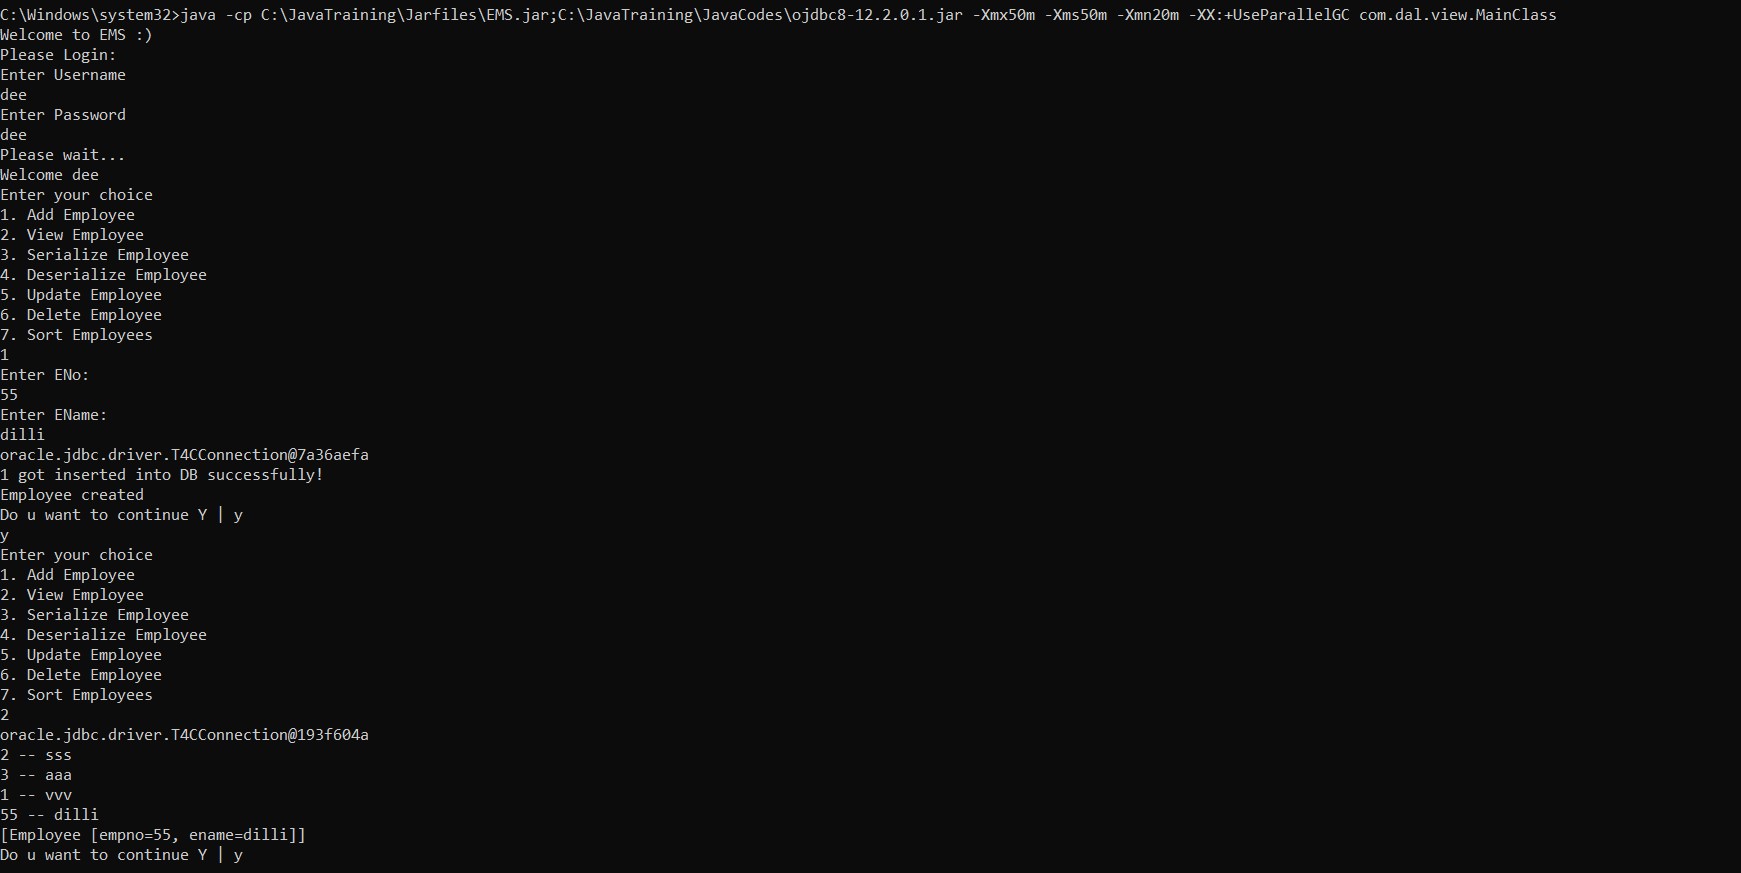 C:\Windows\system32>java -cp C:\JavaTraining\Jarfiles\EMS.jar;C:\JavaTraining\JavaCodes\ojdbc8-12.2.0.1.jar -Xmx50m -Xms50m -Xmn20m -XX:+UseParallelGC com.dal.view.MainClass
Welcome to EMS :)
Please Login:
Enter Username
dee
Enter Password
dee
Please wait...
Welcome dee
Enter your choice
1. Add Employee
2. View Employee
3. Serialize Employee
4. Deserialize Employee
5. Update Employee
6. Delete Employee
7. Sort Employees
1
Enter ENo:
55
Enter EName:
dilli
oracle.jdbc.driver.T4CConnection@7a36aefa
1 got inserted into DB successfully!
Employee created
Do u want to continue Y | y
y
Enter your choice
1. Add Employee
2. View Employee
3. Serialize Employee
4. Deserialize Employee
5. Update Employee
6. Delete Employee
7. Sort Employees
2
oracle.jdbc.driver.T4CConnection@193f604a
2 -- sss
3 -- aaa
1 -- vvv
55 -- dilli
[Employee [empno=55, ename=dilli]]
Do u want to continue Y | y